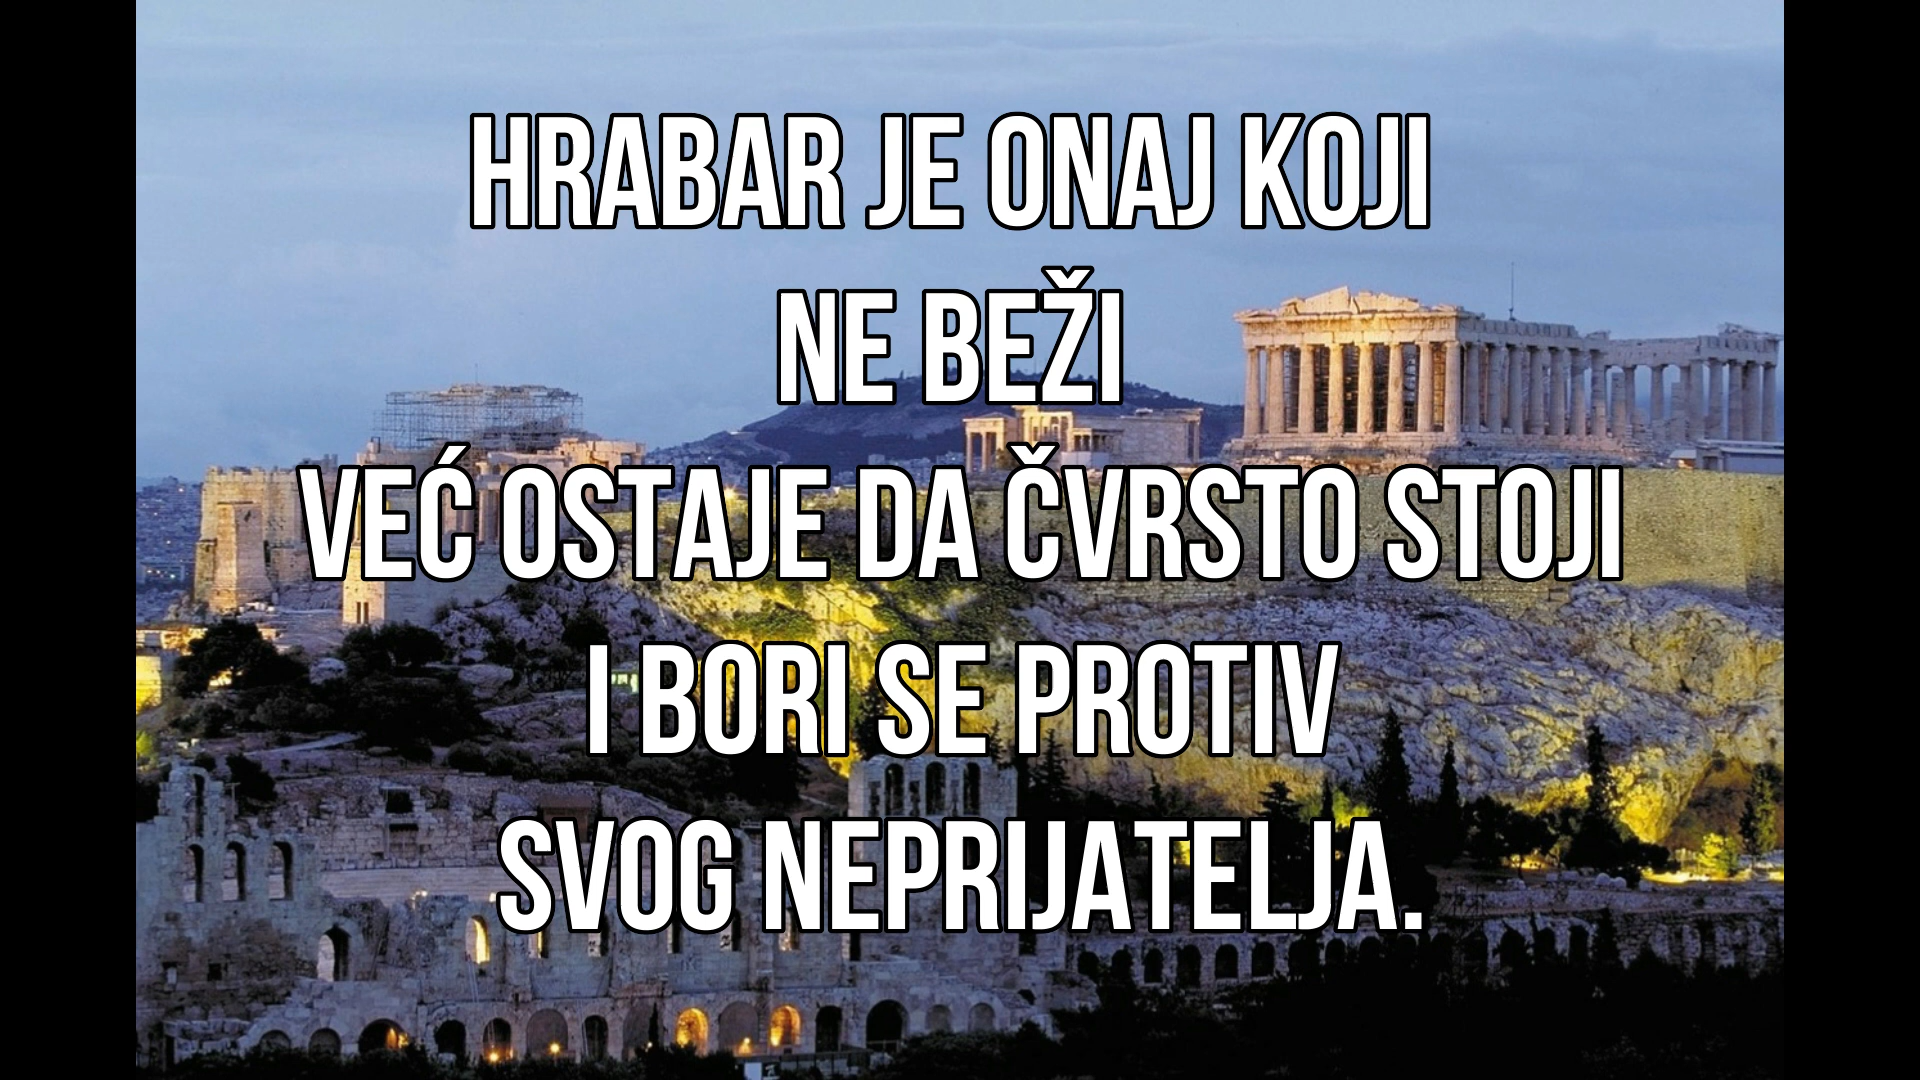 HRABAR JE ONAJ KOJI
NE BEŽI
VEĆ OSTAJE DA ČVRSTO STOJI
I BORI SE PROTIV
SVOG NEPRIJATELJA.